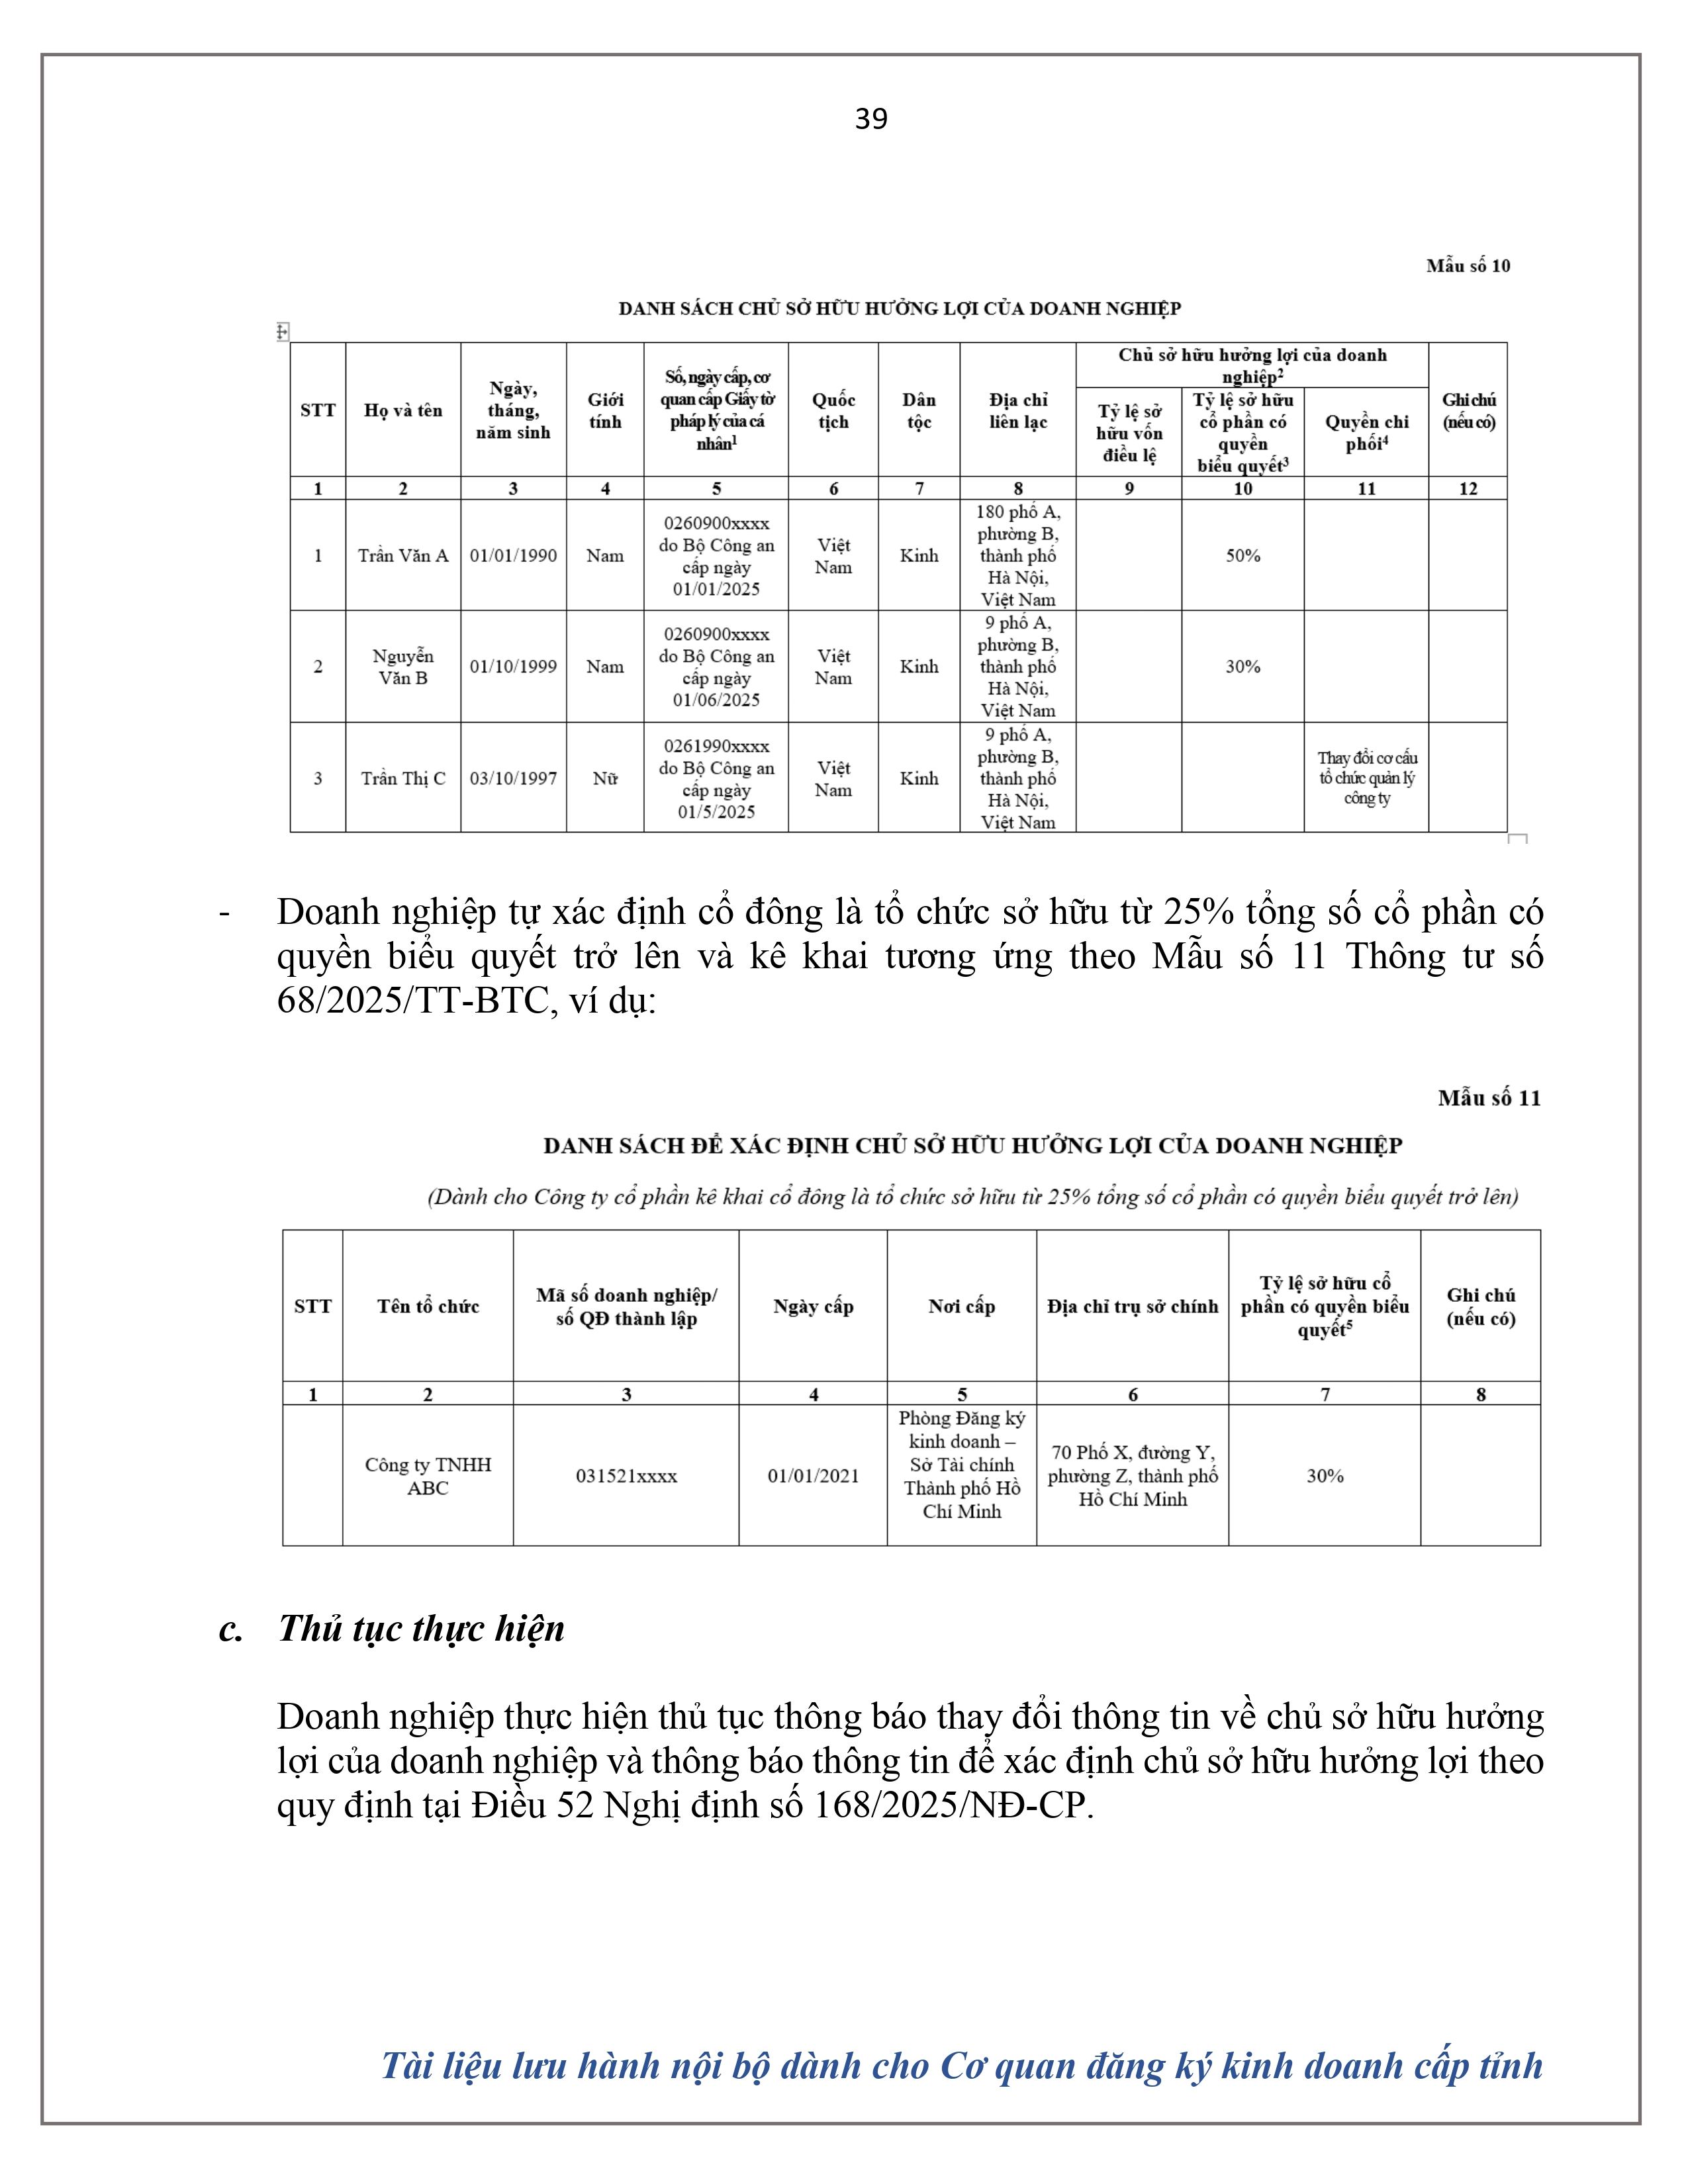 39
Mẫu số 10
DANH SÁCH CHỦ SỞ HỮU HƯỞNG LỢI CỦA DOANH NGHIỆP
STT
Họ và tên
Ngày,
tháng,
năm sinh
Giới
tính
Số, ngày cấp, cơ
quan cấp Giấy tờ
pháp lý của cá
nhân1
Quốc
tịch
Dân
tộc
Địa chỉ
liên lạc
Chủ sở hữu hưởng lợi của doanh
nghiệp2
Tỷ lệ sở
hữu vốn
điều lệ
Tỷ lệ sở hữu
cổ phần có
quyền
biểu quyết3
Quyền chi
phối4
Ghi chú
(nếu có)
1 2 3 4 5 6 7 8 9 10 11 12
1
Trần Văn A
01/01/1990
Nam
0260900xxxx
do Bộ Công an
cấp ngày
01/01/2025
Việt
Nam
Kinh
180 phố A,
phường B,
thành phố
Hà Nội,
Việt Nam
50%
2
Nguyễn
Văn B
01/10/1999
Nam
0260900xxxx
do Bộ Công an
cấp ngày
01/06/2025
Việt
Nam
Kinh
9 phố A,
phường B,
thành phố
Hà Nội,
Việt Nam
30%
3
Trần Thị C
03/10/1997
Nữ
0261990xxxx
do Bộ Công an
cấp ngày
01/5/2025
Việt
Nam
Kinh
9 phố A,
phường B,
thành phố
Hà Nội,
Việt Nam
Thay đổi cơ cấu
tổ chức quản lý
công ty
- Doanh nghiệp tự xác định cổ đông là tổ chức sở hữu từ 25% tổng số cổ phần có
quyền biểu quyết trở lên và kê khai tương ứng theo Mẫu số 11 Thông tư số
68/2025/TT-BTC, ví dụ:
Mẫu số 11
DANH SÁCH ĐỂ XÁC ĐỊNH CHỦ SỞ HỮU HƯỞNG LỢI CỦA DOANH NGHIỆP
(Dành cho Công ty cổ phần kê khai cổ đông là tổ chức sở hữu từ 25% tổng số cổ phần có quyền biểu quyết trở lên)
STT
Tên tổ chức
Mã số doanh nghiệp/
số QĐ thành lập
Ngày cấp
Nơi cấp
Địa chỉ trụ sở chính
Tỷ lệ sở hữu cổ
phần có quyền biểu
quyết5
Ghi chú
(nếu có)
1 2 3 4 5 6 7 8
Công ty TNHH
ABC
031521xxxx
01/01/2021
Phòng Đăng ký
kinh doanh –
Sở Tài chính
Thành phố Hồ
Chí Minh
70 Phố X, đường Y,
phường Z, thành phố
Hồ Chí Minh
30%
c. Thủ tục thực hiện
Doanh nghiệp thực hiện thủ tục thông báo thay đổi thông tin về chủ sở hữu hưởng
lợi của doanh nghiệp và thông báo thông tin để xác định chủ sở hữu hưởng lợi theo
quy định tại Điều 52 Nghị định số 168/2025/NĐ-CP.
Tài liệu lưu hành nội bộ dành cho Cơ quan đăng ký kinh doanh cấp tỉnh